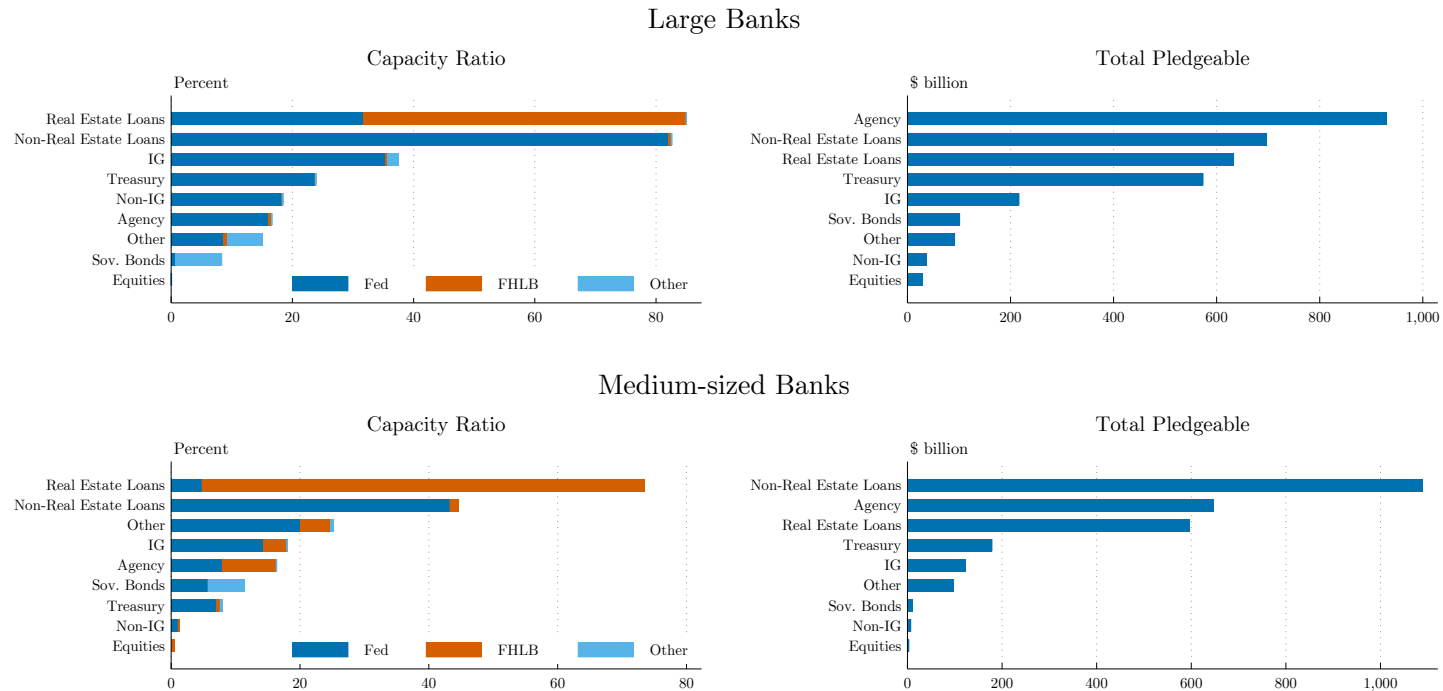 Large Banks
Capacity Ratio
Percent
Real Estate Loans
Non-Real Estate Loans
IG
Treasury
Non-IG
Agency
Other
Sov. Bonds
Equities
Fed FHLB Other
0 20 40 60 80
Total Pledgeable
$ billion
Agency
Non-Real Estate Loans
Real Estate Loans
Treasury
IG
Sov. Bonds
Other
Non-IG
Equities
0 200 400 600 800 1,000
Medium-sized Banks
Capacity Ratio
Percent
Real Estate Loans
Non-Real Estate Loans
Other
IG
Agency
Sov. Bonds
Treasury
Non-IG
Equities
Fed FHLB Other
0 20 40 60 80
Total Pledgeable
$ billion
Non-Real Estate Loans
Agency
Real Estate Loans
Treasury
IG
Other
Sov. Bonds
Non-IG
Equities
0 200 400 600 800 1,000